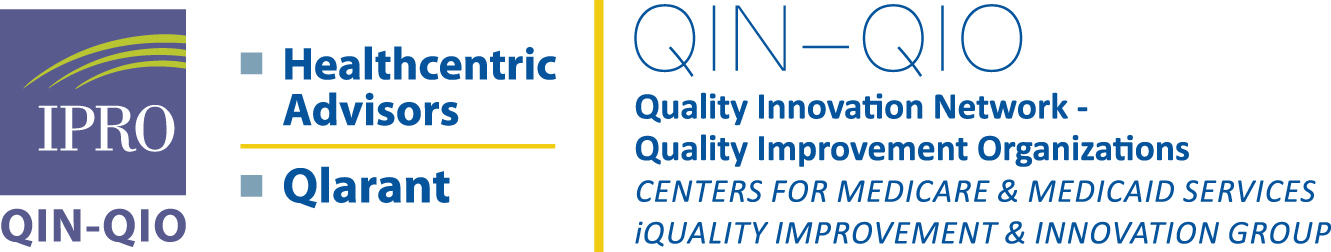 IPRO
QIN-QIO
Healthcentric
Advisors
Qlarant
QIN–QIO
Quality Innovation Network -
Quality Improvement Organizations
CENTERS FOR MEDICARE & MEDICAID SERVICES
iQUALITY IMPROVEMENT & INNOVATION GROUP